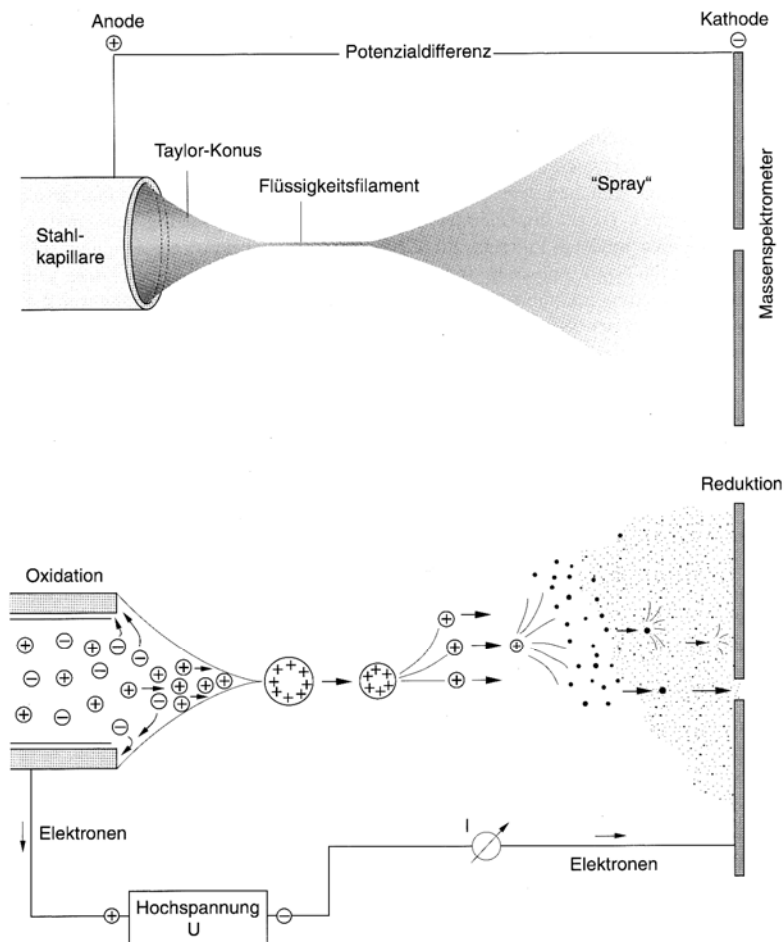 Anode
Kathode
⊕
⊖
Potenzialdifferenz
Taylor-Konus
Flüssigkeitsfilament
"Spray"
Stahl-
kapillare
Massenspektrometer
Reduktion
Oxidation
Elektronen
I
Elektronen
⊕
Hochspannung
U
⊖